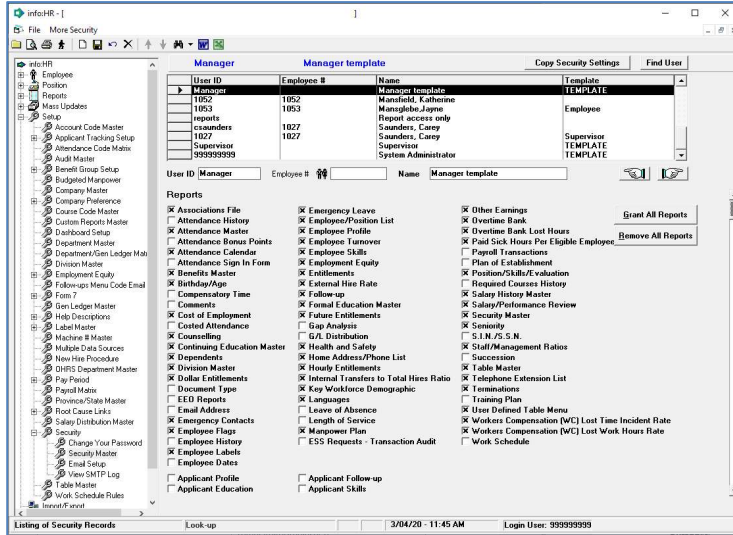 info:HR - [ ]
File More Security
info:HR
Employee
Position
Reports
Mass Updates
Setup
Account Code Master
Applicant Tracking Setup
Attendance Code Matrix
Audit Master
Benefit Group Setup
Budgeted Manpower
Company Master
Company Preference
Course Code Master
Custom Reports Master
Dashboard Setup
Department Master
Department/Gen Ledger Matri
Division Master
Employment Equity
Follow-ups Menu Code Email
Form 7
Gen Ledger Master
Help Descriptions
Label Master
Machine # Master
Multiple Data Sources
New Hire Procedure
OHRS Department Master
Pay Period
Payroll Matrix
Province/State Master
Root Cause Links
Salary Distribution Master
Security
Change Your Password
Security Master
Email Setup
View SMTP Log
Table Master
Work Schedule Rules
Import/Export
Manager Manager template Copy Security Settings Find User
User ID Employee # Name Template
Manager Manager template TEMPLATE
1052 1052 Mansfield, Katherine
1053 1053 Mansglebe,Jayne Employee
reports Report access only
csaunders 1027 Saunders, Carey
1027 1027 Saunders, Carey Supervisor
Supervisor Supervisor TEMPLATE
999999999 System Administrator TEMPLATE
User ID Manager Employee # Name Manager template
Reports
Grant All Reports
Remove All Reports
Associations File
Attendance History
Attendance Master
Attendance Bonus Points
Attendance Calendar
Attendance Sign In Form
Benefits Master
Birthday/Age
Compensatory Time
Comments
Cost of Employment
Costed Attendance
Counselling
Continuing Education Master
Dependents
Division Master
Dollar Entitlements
Document Type
EEO Reports
Email Address
Emergency Contacts
Employee Flags
Employee History
Employee Labels
Employee Dates
Emergency Leave
Employee/Position List
Employee Profile
Employee Turnover
Employee Skills
Employment Equity
Entitlements
External Hire Rate
Follow-up
Formal Education Master
Future Entitlements
Gap Analysis
G/L Distribution
Health and Safety
Home Address/Phone List
Hourly Entitlements
Internal Transfers to Total Hires Ratio
Key Workforce Demographic
Languages
Leave of Absence
Length of Service
Manpower Plan
ESS Requests - Transaction Audit
Other Earnings
Overtime Bank
Overtime Bank Lost Hours
Paid Sick Hours Per Eligible Employee
Payroll Transactions
Plan of Establishment
Position/Skills/Evaluation
Required Courses History
Salary History Master
Salary/Performance Review
Security Master
Seniority
S.I.N./S.S.N.
Staff/Management Ratios
Succession
Table Master
Telephone Extension List
Terminations
Training Plan
User Defined Table Menu
Workers Compensation (WC) Lost Time Incident Rate
Workers Compensation (WC) Lost Work Hours Rate
Work Schedule
Applicant Profile Applicant Follow-up
Applicant Education Applicant Skills
Listing of Security Records Look-up 3/04/20 - 11:45 AM Login User: 999999999